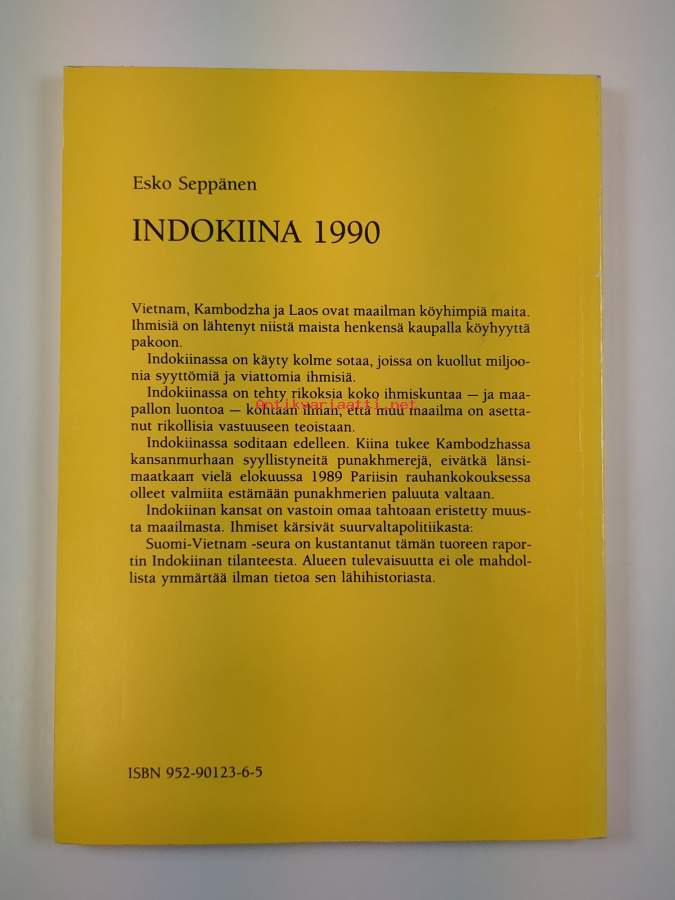 Esko Seppänen
INDOKIINA 1990
Vietnam, Kambodzha ja Laos ovat maailman köyhimpiä maita.
Ihmisiä on lähtenyt niistä maista henkensä kaupalla köyhyyttä
pakoon.
Indokiinassa on käyty kolme sotaa, joissa on kuollut miljoo-
nia syyttömiä ja viattomia ihmisiä.
Indokiinassa on tehty rikoksia koko ihmiskuntaa — ja maa-
pallon luontoa — kohtaan ilman, että muu maailma on asetta-
Antikvariaatti.net
nut rikollisia vastuuseen teoistaan.
Indokiinassa soditaan edelleen. Kiina tukee Kambodzhassa
kansanmurhaan syyllistyneitä punakhmerejä, eivätkä länsi-
maatkaan vielä elokuussa 1989 Pariisin rauhankokouksessa
olleet valmiita estämään punakhmerien paluuta valtaan.
Indokiinan kansat on vastoin omaa tahtoaan eristetty muus-
ta maailmasta. Ihmiset kärsivät suurvaltapolitiikasta.
Suomi-Vietnam -seura on kustantanut tämän tuoreen rapor-
tin Indokiinan tilanteesta. Alueen tulevaisuutta ei ole mahdol-
lista ymmärtää ilman tietoa sen lähihistoriasta.
ISBN 952-90123-6-5